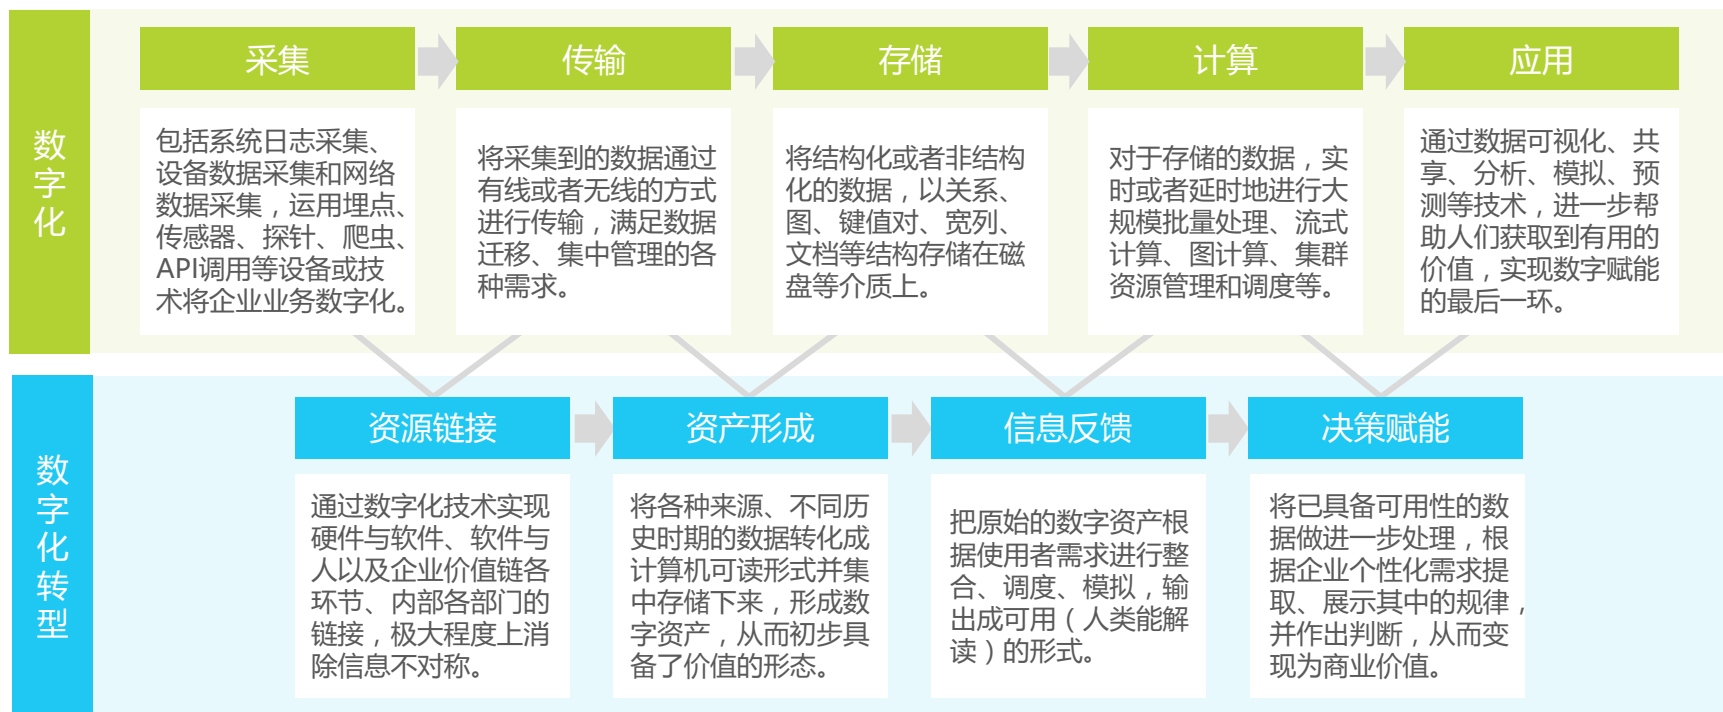 数字化
采集
传输
存储
计算
应用
包括系统日志采集、
设备数据采集和网络
数据采集，运用埋点、
传感器、探针、爬虫、
API调用等设备或技
术将企业业务数字化。
将采集到的数据通过
有线或者无线的方式
进行传输，满足数据
迁移、集中管理的各
种需求。
将结构化或者非结构
化的数据，以关系、
图、键值对、宽列、
文档等结构存储在磁
盘等介质上。
对于存储的数据，实
时或者延时地进行大
规模批量处理、流式
计算、图计算、集群
资源管理和调度等。
通过数据可视化、共
享、分析、模拟、预
测等技术，进一步帮
助人们获取到有用的
价值，实现数字赋能
的最后一环。
数字化转型
资源链接
资产形成
信息反馈
决策赋能
通过数字化技术实现
硬件与软件、软件与
人以及企业价值链各
环节、内部各部门的
链接，极大程度上消
除信息不对称。
将各种来源、不同历
史时期的数据转化成
计算机可读形式并集
中存储下来，形成数
字资产，从而初步具
备了价值的形态。
把原始的数字资产根
据使用者需求进行整
合、调度、模拟，输
出成可用（人类能解
读）的形式。
将已具备可用性的数
据做进一步处理，根
据企业个性化需求提
取、展示其中的规律，
并作出判断，从而变
现为商业价值。